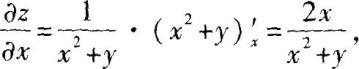 ∂z/∂x = 1/(x²+y) · (x²+y)′ₓ = 2x/(x²+y),